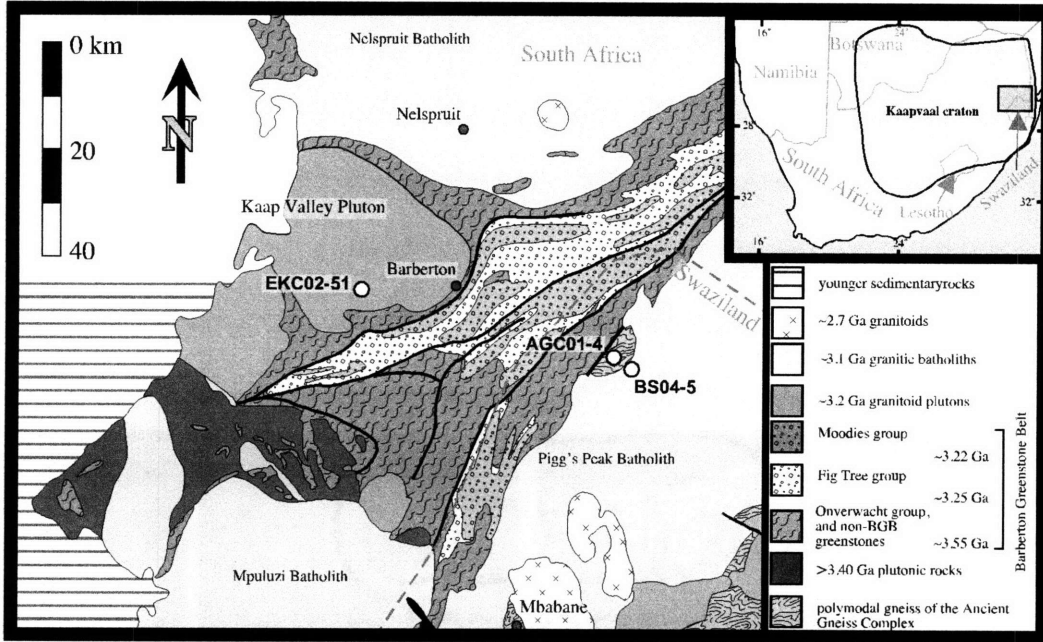 0 km
20
40
N
Nelspruit Batholith
South Africa
Nelspruit
Kaap Valley Pluton
Barberton
EKC02-51
Swaziland
AGC01-4
BS04-5
Pigg's Peak Batholith
Mpuluzi Batholith
Mbabane
16°
24°
Botswana
Namibia
Kaapvaal craton
28°
South Africa
Lesotho
Swaziland
32°
32°
16°
24°
younger sedimentaryrocks
~2.7 Ga granitoids
~3.1 Ga granitic batholiths
~3.2 Ga granitoid plutons
Moodies group
~3.22 Ga
Fig Tree group
~3.25 Ga
Onverwacht group,
and non-BGB
greenstones
~3.55 Ga
>3.40 Ga plutonic rocks
polymodal gneiss of the Ancient
Gneiss Complex
Barberton Greenstone Belt